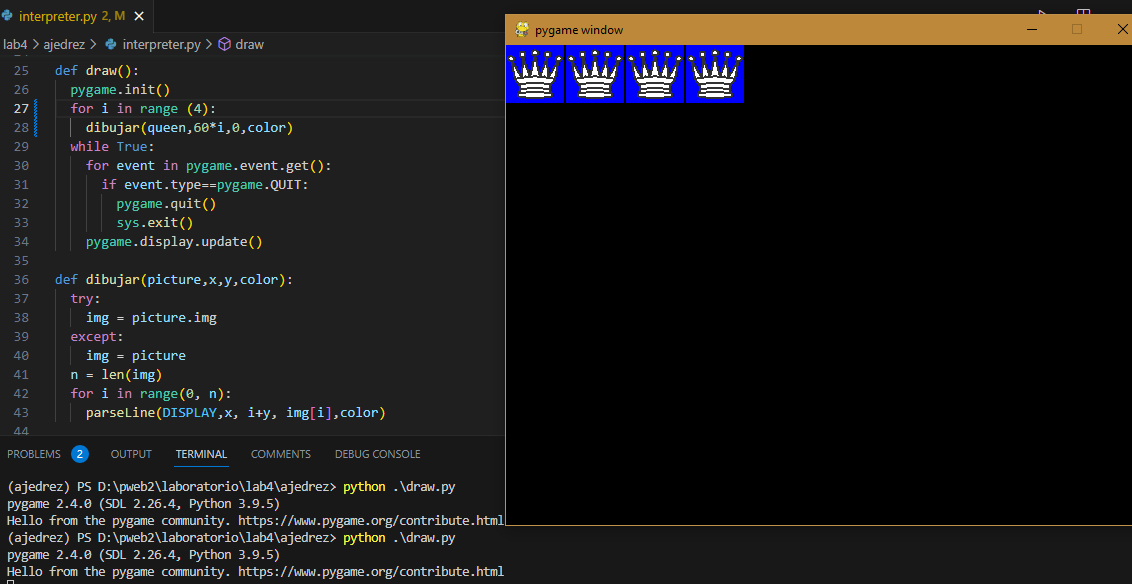 interpreter.py 2, M
lab4 > ajedrez > interpreter.py > draw
25 def draw():
26 pygame.init()
27 for i in range (4):
28 dibujar(queen,60*i,0,color)
29 while True:
30 for event in pygame.event.get():
31 if event.type==pygame.QUIT:
32 pygame.quit()
33 sys.exit()
34 pygame.display.update()
35
36 def dibujar(picture,x,y,color):
37 try:
38 img = picture.img
39 except:
40 img = picture
41 n = len(img)
42 for i in range(0, n):
43 parseLine(DISPLAY,x, i+y, img[i],color)
44
PROBLEMS 2 OUTPUT TERMINAL COMMENTS DEBUG CONSOLE
(ajedrez) PS D:\pweb2\laboratorio\lab4\ajedrez> python .\draw.py
pygame 2.4.0 (SDL 2.26.4, Python 3.9.5)
Hello from the pygame community. https://www.pygame.org/contribute.html
(ajedrez) PS D:\pweb2\laboratorio\lab4\ajedrez> python .\draw.py
pygame 2.4.0 (SDL 2.26.4, Python 3.9.5)
Hello from the pygame community. https://www.pygame.org/contribute.html
pygame window